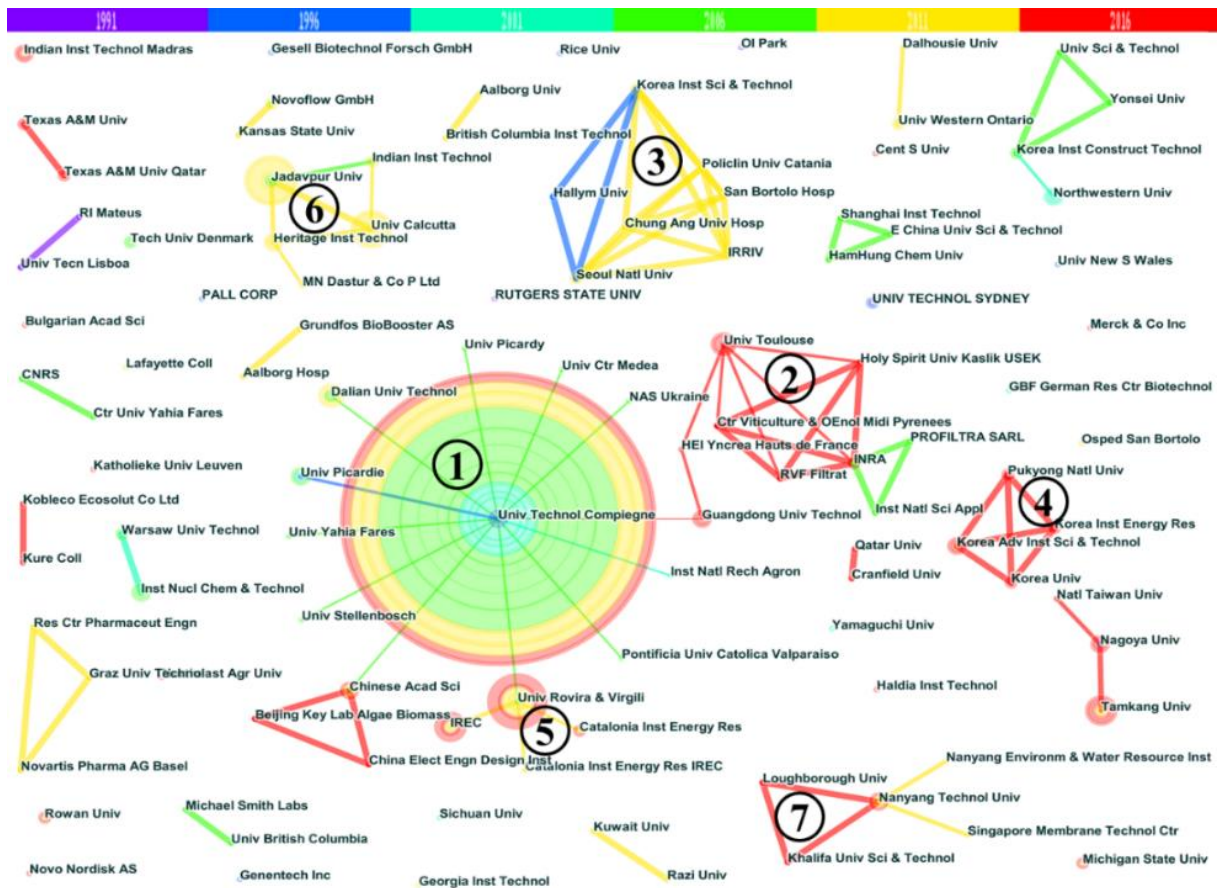 1991 1996 2001 2006 2011 2016
Indian Inst Technol Madras
Gesell Biotechnol Forsch GmbH
Rice Univ
OI Park
Dalhousie Univ
Univ Sci & Technol
Novoflow GmbH
Aalborg Univ
Korea Inst Sci & Technol
Yonsei Univ
Texas A&M Univ
Kansas State Univ
British Columbia Inst Technol
Univ Western Ontario
3
Cent S Univ
Korea Inst Construct Technol
Indian Inst Technol
Policlin Univ Catania
Texas A&M Univ Qatar
Jadavpur Univ
Hallym Univ
San Bortolo Hosp
Northwestern Univ
6
RI Mateus
Univ Calcutta
Chung Ang Univ Hosp
Shanghai Inst Technol
Tech Univ Denmark
Heritage Inst Technol
E China Univ Sci & Technol
Univ Tecn Lisboa
IRRIV
HamHung Chem Univ
Univ New S Wales
MN Dastur & Co P Ltd
Seoul Natl Univ
PALL CORP
RUTGERS STATE UNIV
UNIV TECHNOL SYDNEY
Bulgarian Acad Sci
Grundfos BioBooster AS
Merck & Co Inc
Univ Picardy
Univ Toulouse
Lafayette Coll
Univ Ctr Medea
Holy Spirit Univ Kaslik USEK
2
CNRS
Aalborg Hosp
Dalian Univ Technol
NAS Ukraine
GBF German Res Ctr Biotechnol
Ctr Univ Yahia Fares
Ctr Viticulture & OEnol Midi Pyrenees
HEI Yncrea Hauts de France
PROFILTRA SARL
Osped San Bortolo
1
Katholieke Univ Leuven
Univ Picardie
INRA
RVF Filtrat
Pukyong Natl Univ
4
Kobleco Ecosolut Co Ltd
Univ Technol Compiegne
Guangdong Univ Technol
Inst Natl Sci Appl
Korea Inst Energy Res
Warsaw Univ Technol
Univ Yahia Fares
Korea Adv Inst Sci & Technol
Qatar Univ
Kure Coll
Inst Nucl Chem & Technol
Inst Natl Rech Agron
Cranfield Univ
Korea Univ
Natl Taiwan Univ
Univ Stellenbosch
Res Ctr Pharmaceut Engn
Yamaguchi Univ
Nagoya Univ
Pontificia Univ Catolica Valparaiso
Graz Univ Technol
ast Agr Univ
Chinese Acad Sci
Univ Rovira & Virgili
Haldia Inst Technol
Beijing Key Lab Algae Biomass
IREC
5
Catalonia Inst Energy Res
Tamkang Univ
Novartis Pharma AG Basel
China Elect Engn Design Inst
Catalonia Inst Energy Res IREC
Nanyang Environm & Water Resource Inst
Loughborough Univ
Nanyang Technol Univ
Rowan Univ
Michael Smith Labs
Sichuan Univ
7
Kuwait Univ
Univ British Columbia
Singapore Membrane Technol Ctr
Khalifa Univ Sci & Technol
Michigan State Univ
Novo Nordisk AS
Genentech Inc
Georgia Inst Technol
Razi Univ